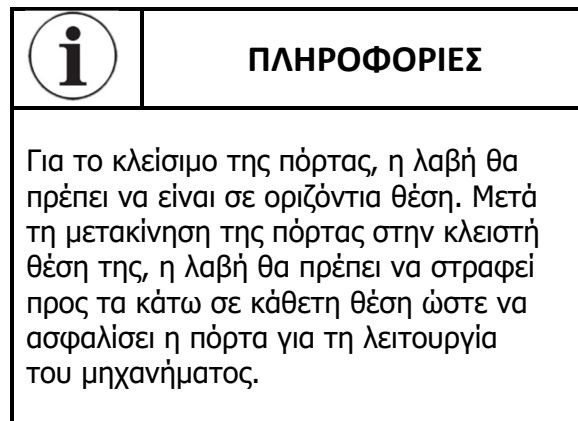 ΠΛΗΡΟΦΟΡΙΕΣ
Για το κλείσιμο της πόρτας, η λαβή θα
πρέπει να είναι σε οριζόντια θέση. Μετά
τη μετακίνηση της πόρτας στην κλειστή
θέση της, η λαβή θα πρέπει να στραφεί
προς τα κάτω σε κάθετη θέση ώστε να
ασφαλίσει η πόρτα για τη λειτουργία
του μηχανήματος.